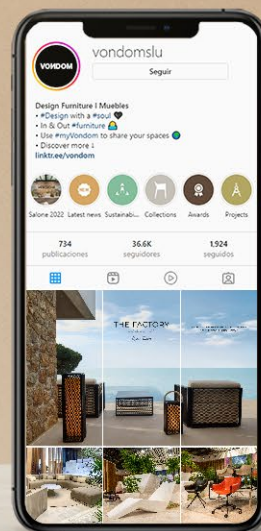 VONDOM
vondomslu
Seguir
Design Furniture I Muebles
• #Design with a #soul 🖤
• In & Out #furniture 🛋
• Use #myVondom to share your spaces 🌍
• Discover more ↓
linktr.ee/vondom
Salone 2022 Latest news Sustainabi... Collections Awards Projects
734 36.6K 1,924
publicaciones seguidores seguidos
THE FACTORY